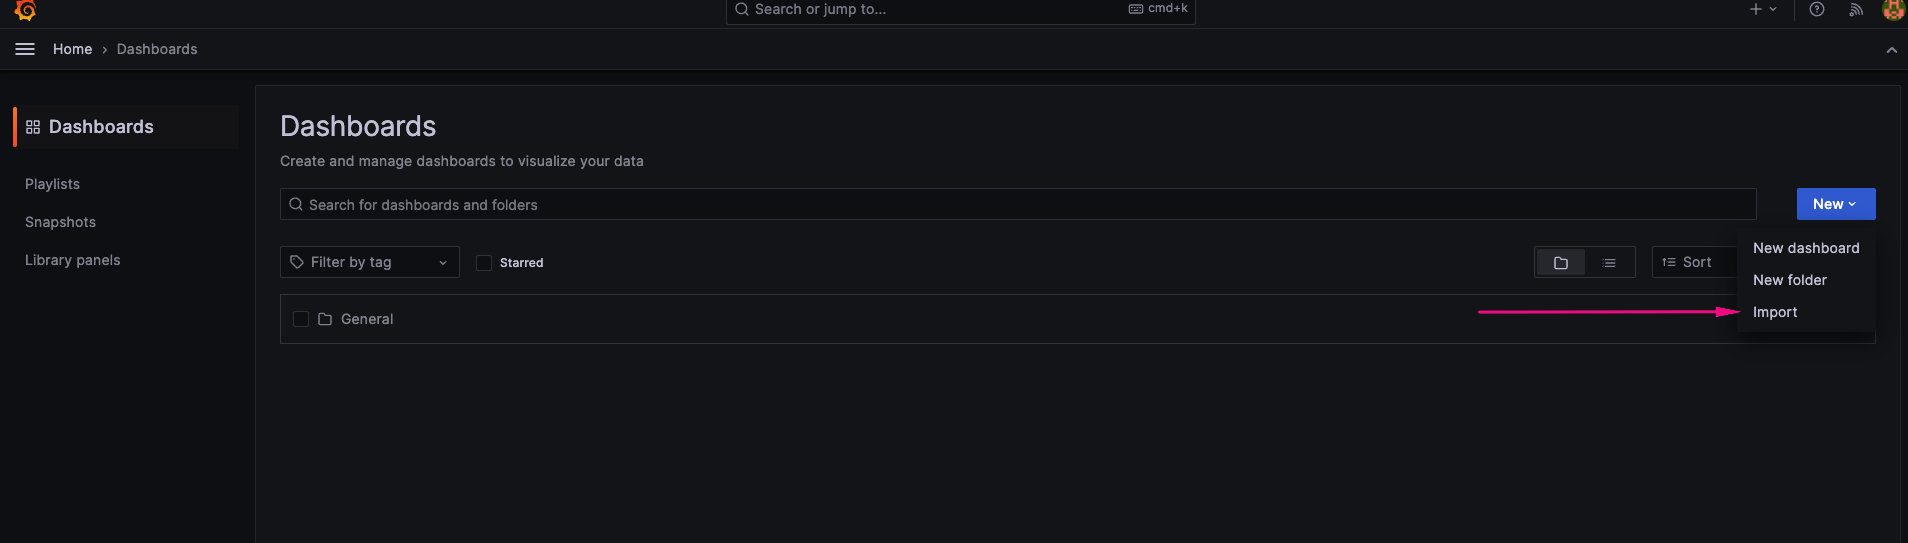 Search or jump to...
cmd+k
Home › Dashboards
Dashboards
Playlists
Snapshots
Library panels
Dashboards
Create and manage dashboards to visualize your data
Search for dashboards and folders
New
Filter by tag
Starred
Sort
New dashboard
New folder
Import
General